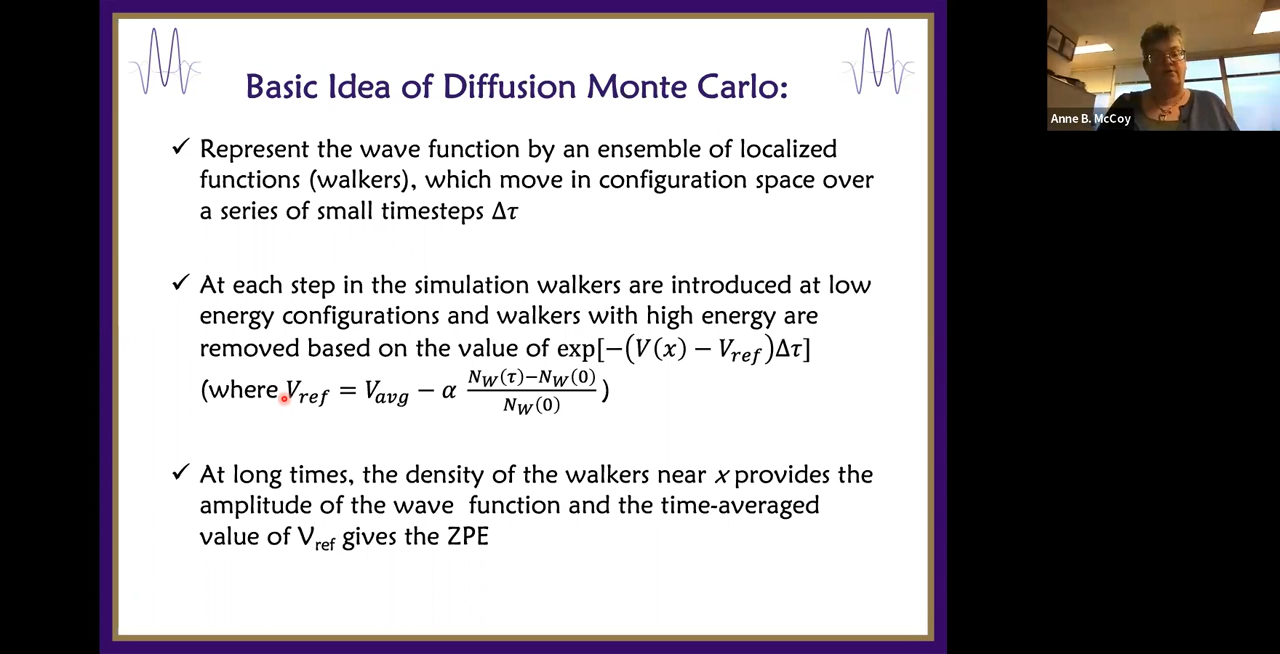 Basic Idea of Diffusion Monte Carlo:
✓ Represent the wave function by an ensemble of localized
functions (walkers), which move in configuration space over
a series of small timesteps Δτ
✓ At each step in the simulation walkers are introduced at low
energy configurations and walkers with high energy are
removed based on the value of exp[−(V(x) − V_ref)Δτ]
(where V_ref = V_avg − α (N_W(τ)−N_W(0))/N_W(0))
✓ At long times, the density of the walkers near x provides the
amplitude of the wave function and the time-averaged
value of V_ref gives the ZPE
Anne B. McCoy